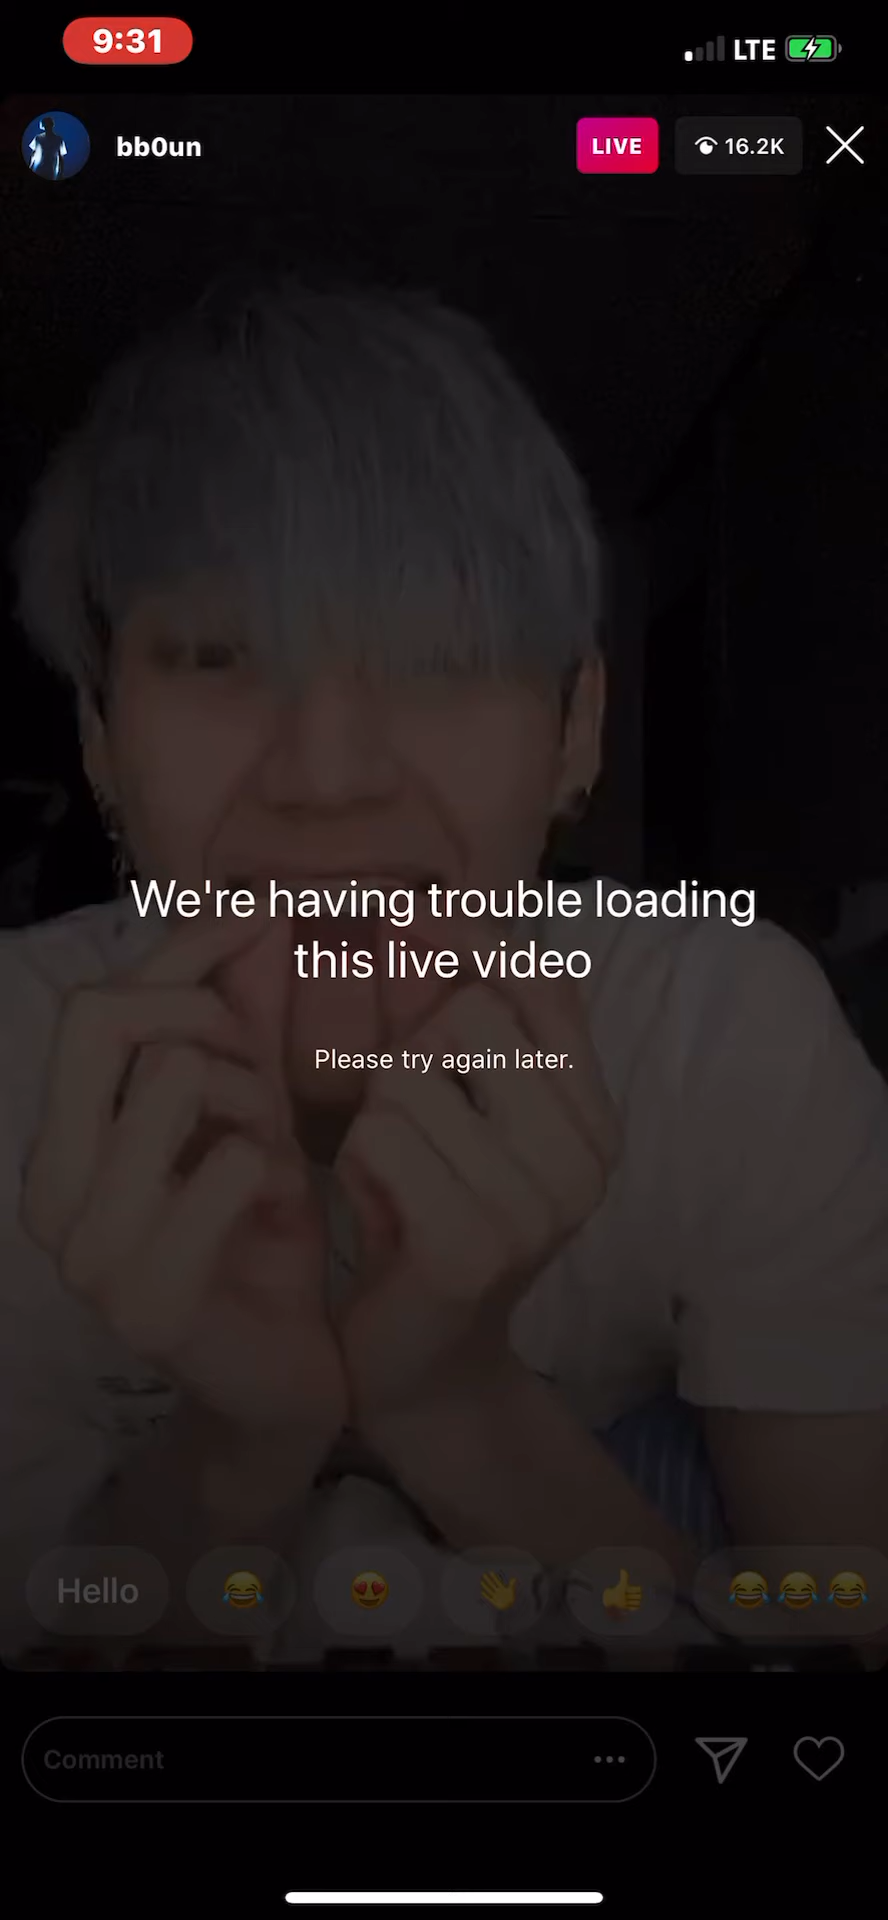 9:31
LTE
bb0un
LIVE
16.2K
We're having trouble loading
this live video
Please try again later.
Hello
Comment